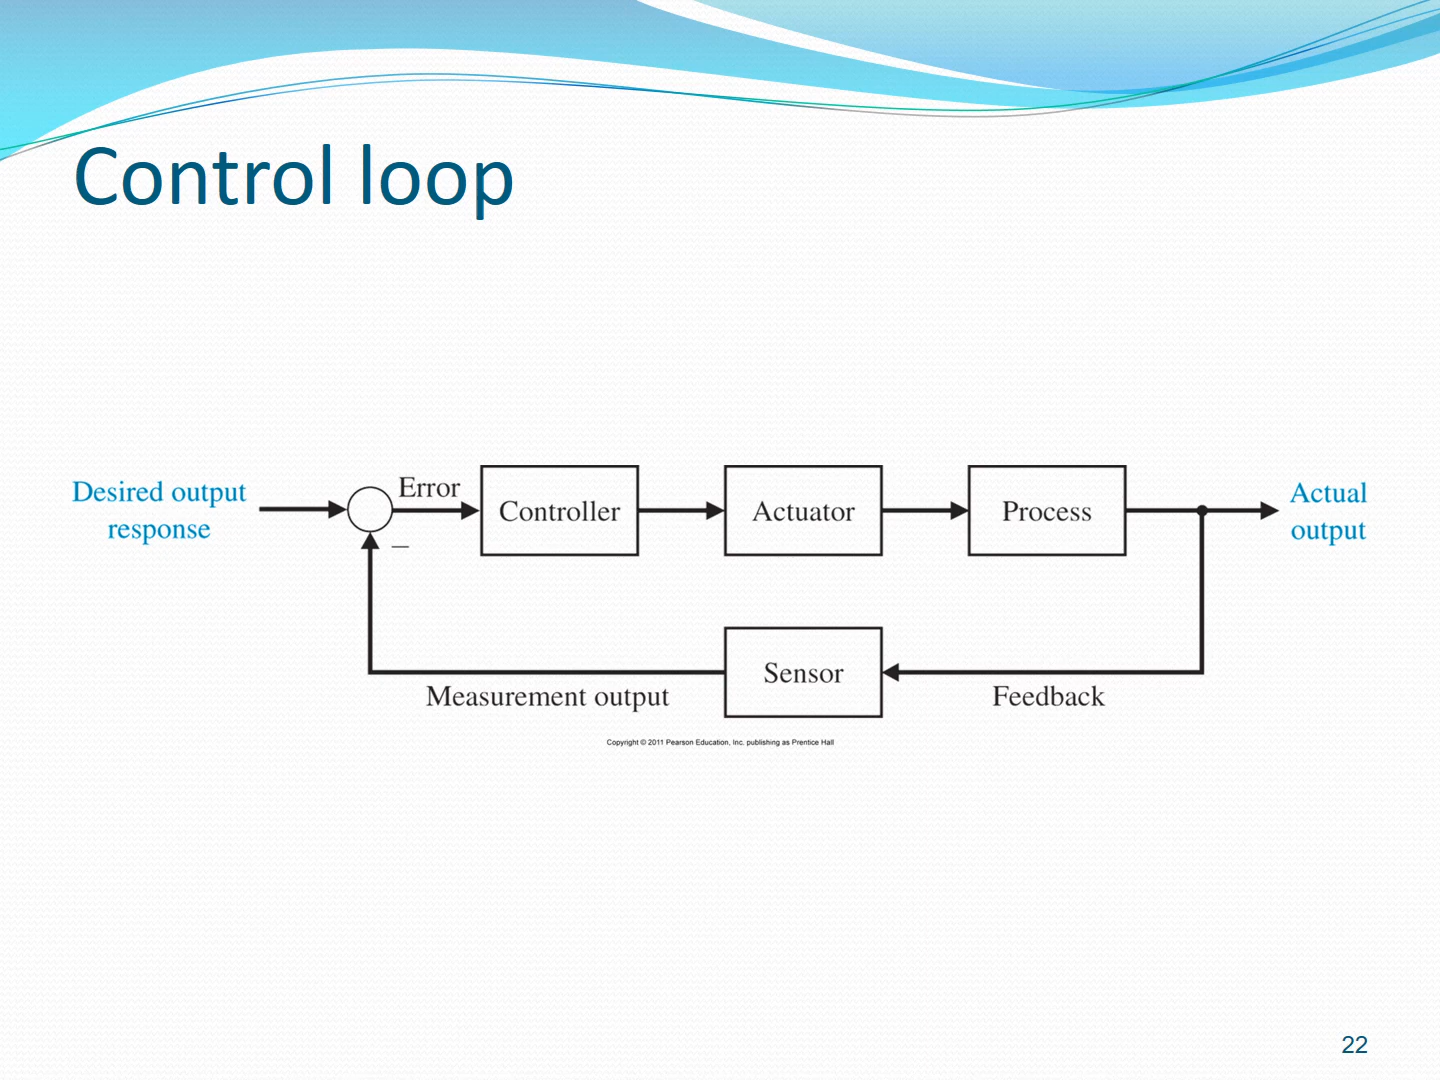 Control loop
Desired output
response
Error
Controller
Actuator
Process
Actual
output
–
Sensor
Measurement output
Feedback
Copyright © 2011 Pearson Education, Inc. publishing as Prentice Hall
22